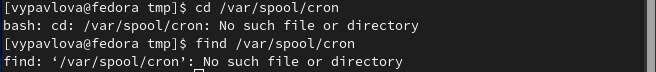 [vypavlova@fedora tmp]$ cd /var/spool/cron
bash: cd: /var/spool/cron: No such file or directory
[vypavlova@fedora tmp]$ find /var/spool/cron
find: ‘/var/spool/cron’: No such file or directory